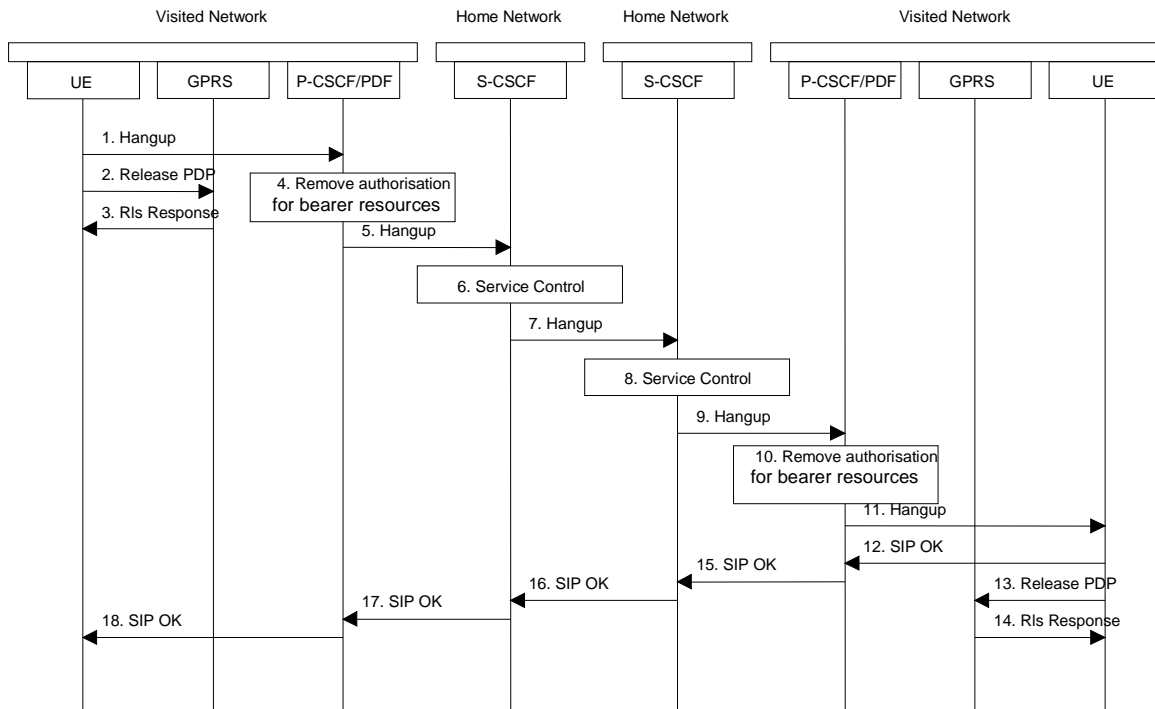 Visited Network
Home Network
Home Network
Visited Network
UE
GPRS
P-CSCF/PDF
S-CSCF
S-CSCF
P-CSCF/PDF
GPRS
UE
1. Hangup
2. Release PDP
3. Rls Response
4. Remove authorisation
for bearer resources
5. Hangup
6. Service Control
7. Hangup
8. Service Control
9. Hangup
10. Remove authorisation
for bearer resources
11. Hangup
12. SIP OK
15. SIP OK
16. SIP OK
13. Release PDP
17. SIP OK
18. SIP OK
14. Rls Response